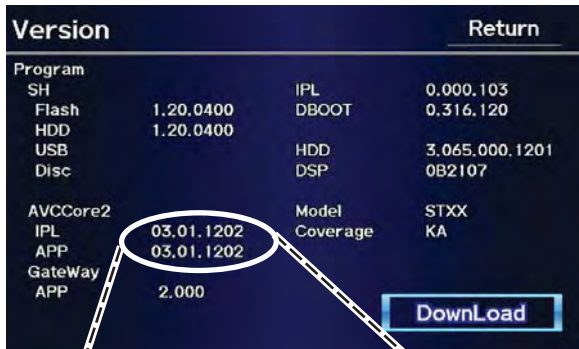 Version Return
Program
SH IPL 0.000.103
Flash 1.20.0400 DBOOT 0.316.120
HDD 1.20.0400
USB HDD 3.065.000.1201
Disc DSP 0B2107
AVCCore2 Model STXX
IPL 03.01.1202 Coverage KA
APP 03.01.1202
GateWay
APP 2.000
DownLoad